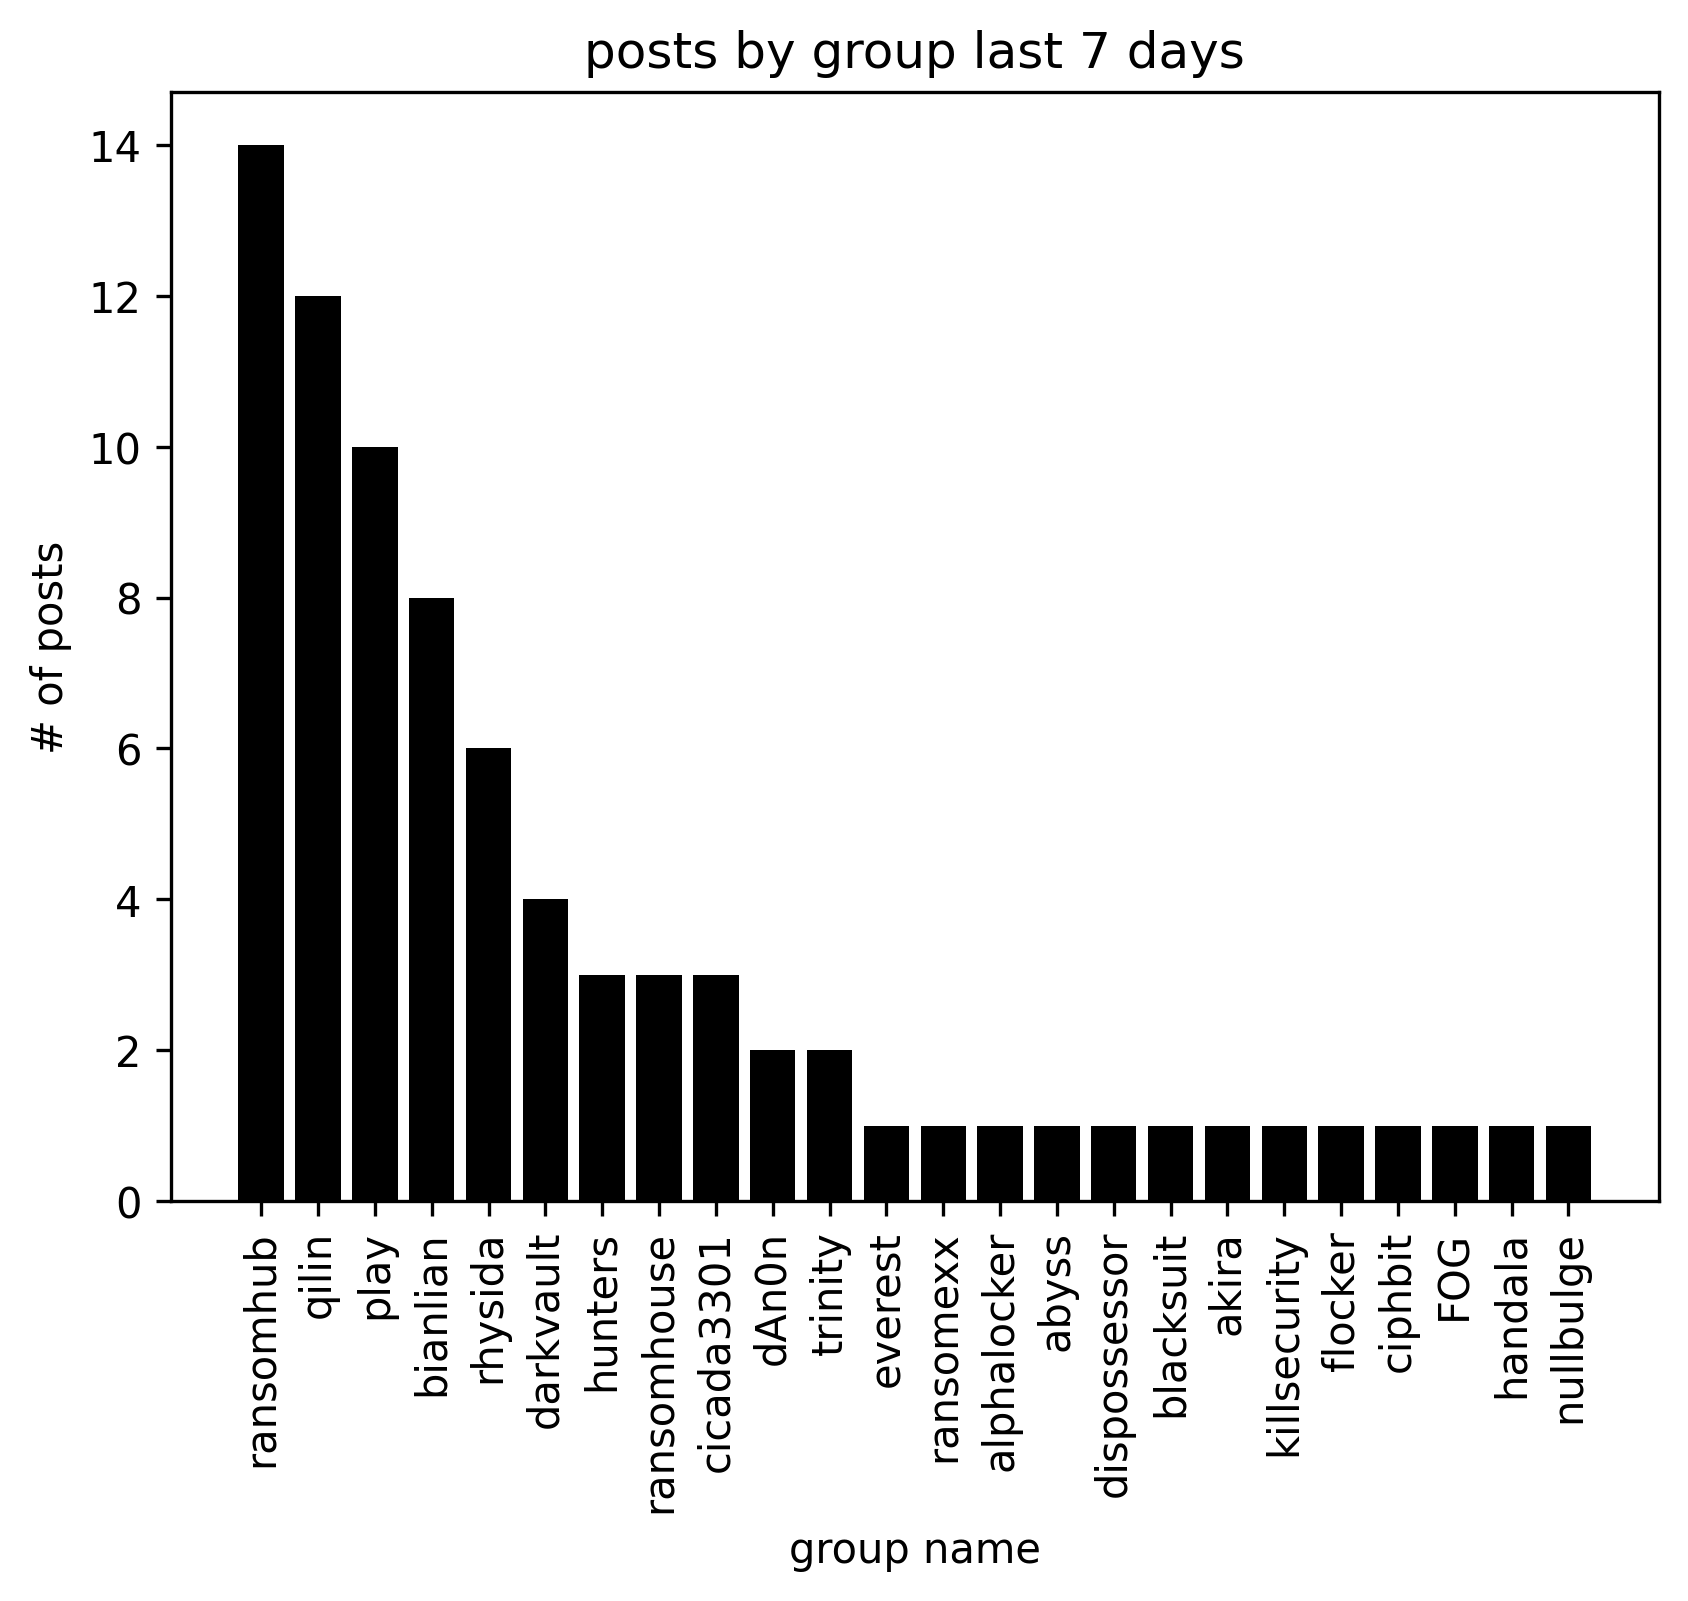 posts by group last 7 days
# of posts
14
12
10
8
6
4
2
0
ransomhub
qilin
play
bianlian
rhysida
darkvault
hunters
ransomhouse
cicada3301
dAn0n
trinity
everest
ransomexx
alphalocker
abyss
dispossessor
blacksuit
akira
killsecurity
flocker
ciphbit
FOG
handala
nullbulge
group name